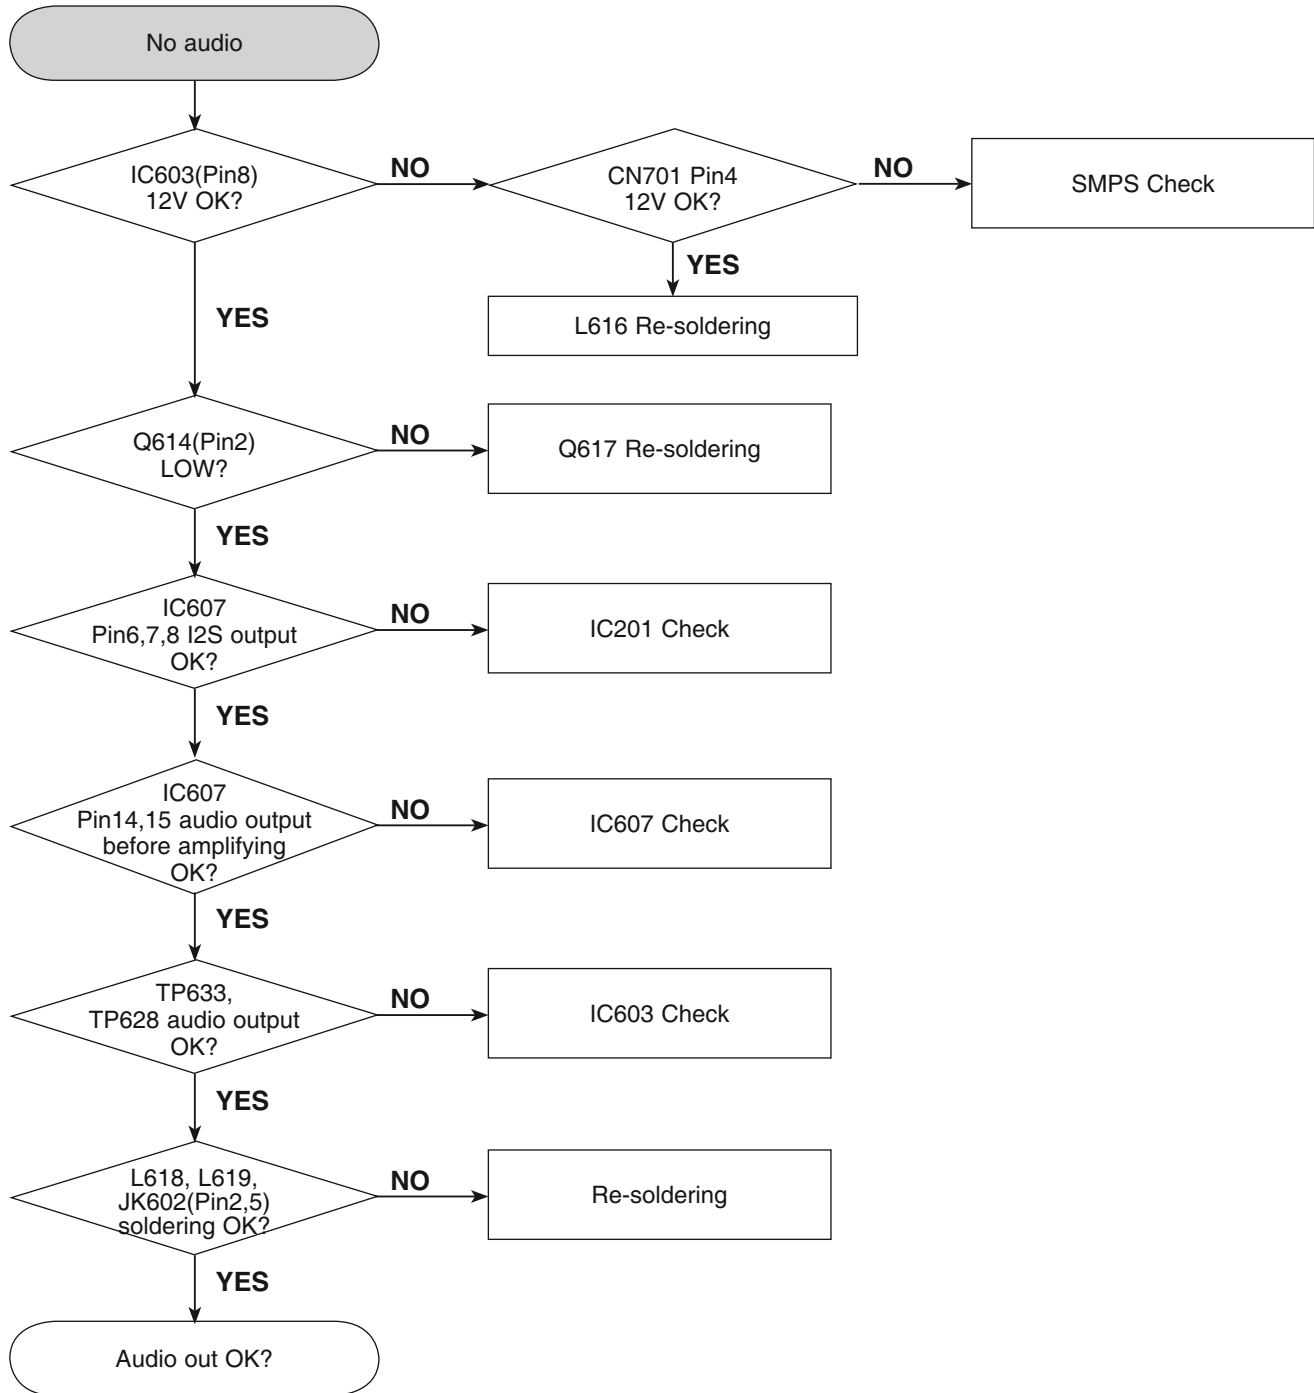 No audio
IC603(Pin8)
12V OK?
NO
CN701 Pin4
12V OK?
NO
SMPS Check
YES
L616 Re-soldering
YES
Q614(Pin2)
LOW?
NO
Q617 Re-soldering
YES
IC607
Pin6,7,8 I2S output
OK?
NO
IC201 Check
YES
IC607
Pin14,15 audio output
before amplifying
OK?
NO
IC607 Check
YES
TP633,
TP628 audio output
OK?
NO
IC603 Check
YES
L618, L619,
JK602(Pin2,5)
soldering OK?
NO
Re-soldering
YES
Audio out OK?